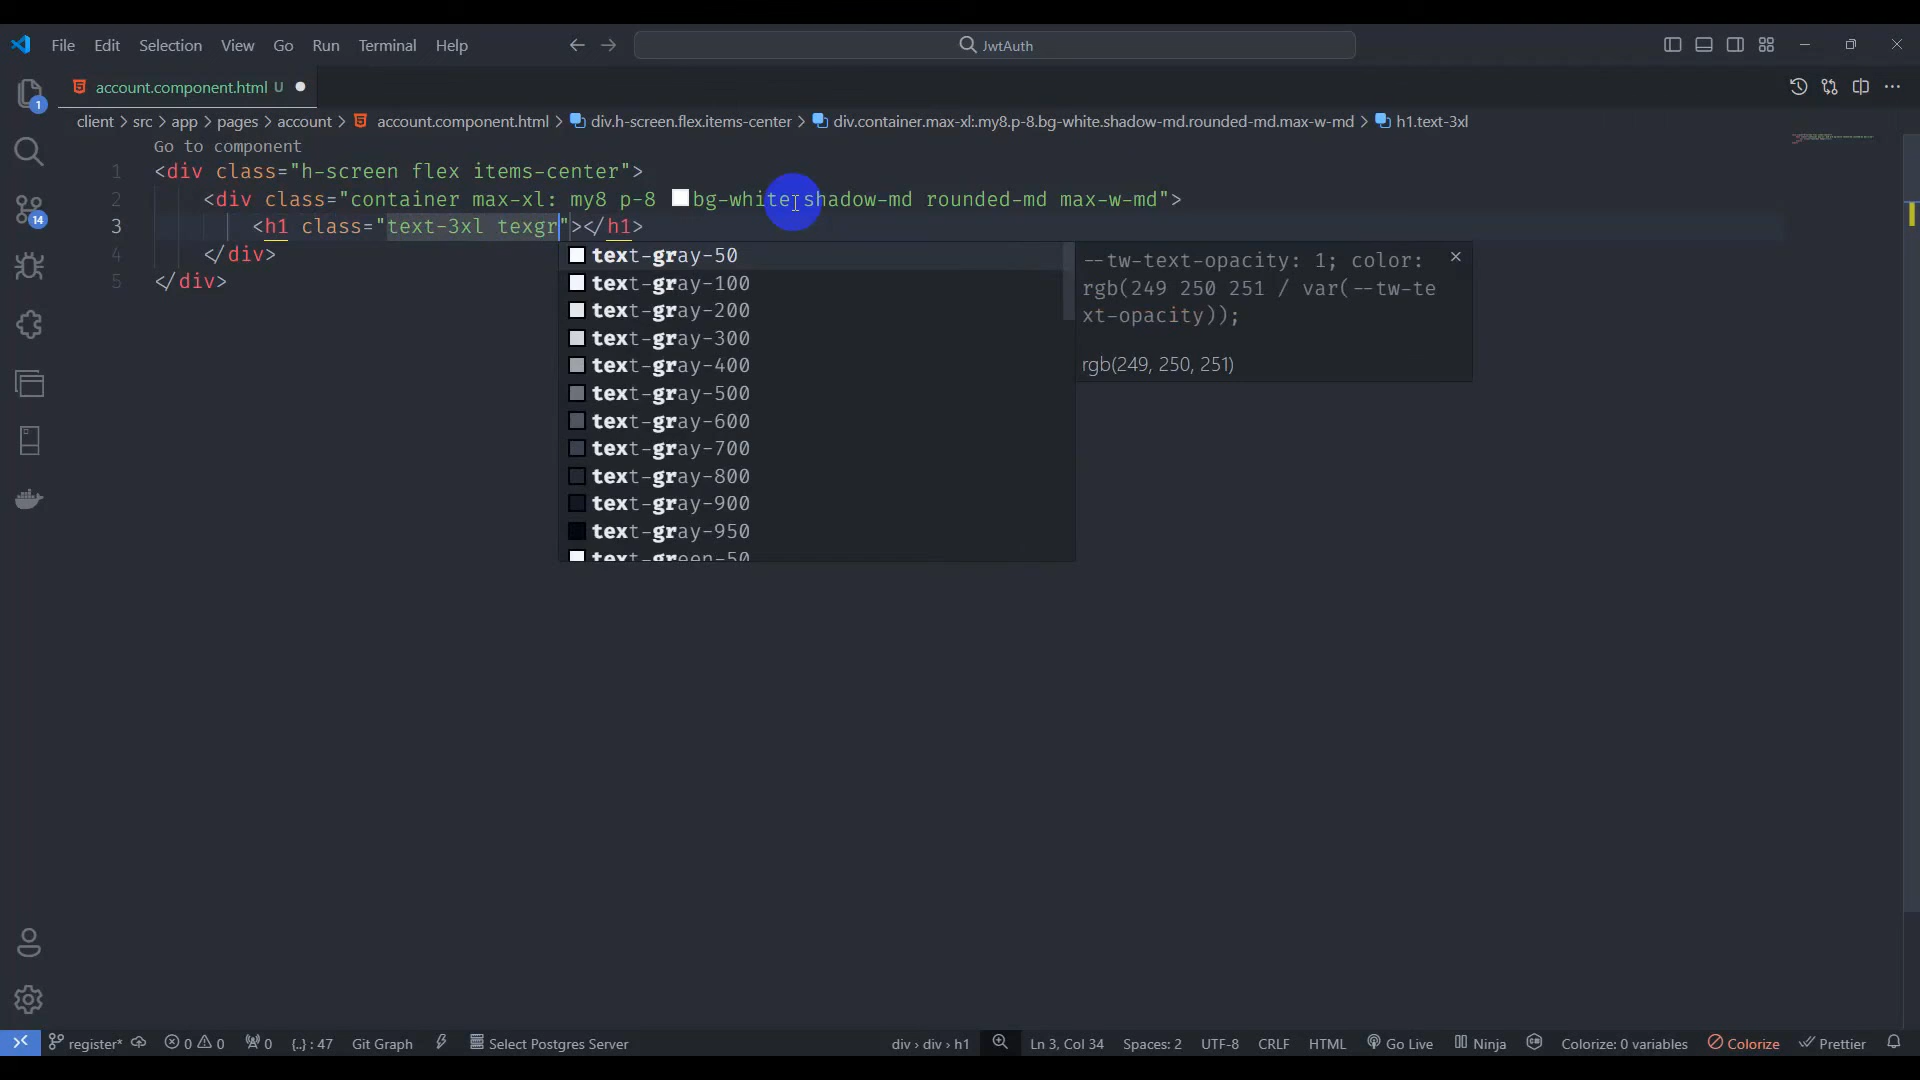 File Edit Selection View Go Run Terminal Help
JwtAuth
account.component.html U
client > src > app > pages > account > account.component.html > div.h-screen.flex.items-center > div.container.max-xl:.my8.p-8.bg-white.shadow-md.rounded-md.max-w-md > h1.text-3xl
Go to component
1 <div class="h-screen flex items-center">
2 <div class="container max-xl: my8 p-8 bg-white shadow-md rounded-md max-w-md">
3 <h1 class="text-3xl texgr"></h1>
4 </div>
5 </div>
text-gray-50
text-gray-100
text-gray-200
text-gray-300
text-gray-400
text-gray-500
text-gray-600
text-gray-700
text-gray-800
text-gray-900
text-gray-950
text-green-50
--tw-text-opacity: 1; color:
rgb(249 250 251 / var(--tw-te
xt-opacity));
rgb(249, 250, 251)
1
14
register* 0 0 0 {..} : 47 Git Graph Select Postgres Server div › div › h1 Ln 3, Col 34 Spaces: 2 UTF-8 CRLF HTML Go Live Ninja Colorize: 0 variables Colorize Prettier